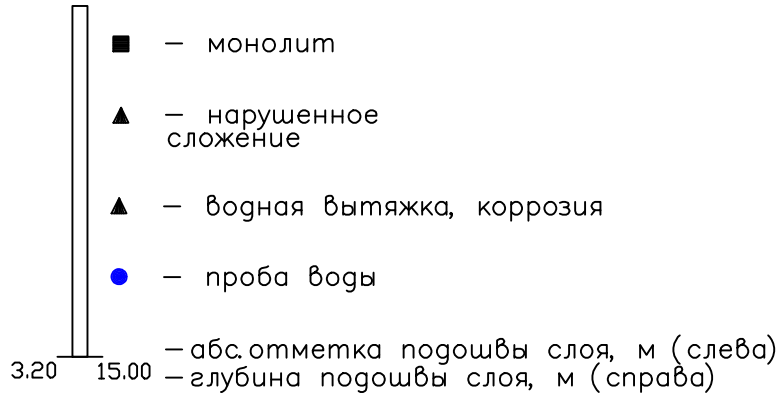 — монолит
— нарушенное
сложение
— водная вытяжка, коррозия
— проба воды
— абс. отметка подошвы слоя, м (слева)
3.20 15.00
— глубина подошвы слоя, м (справа)